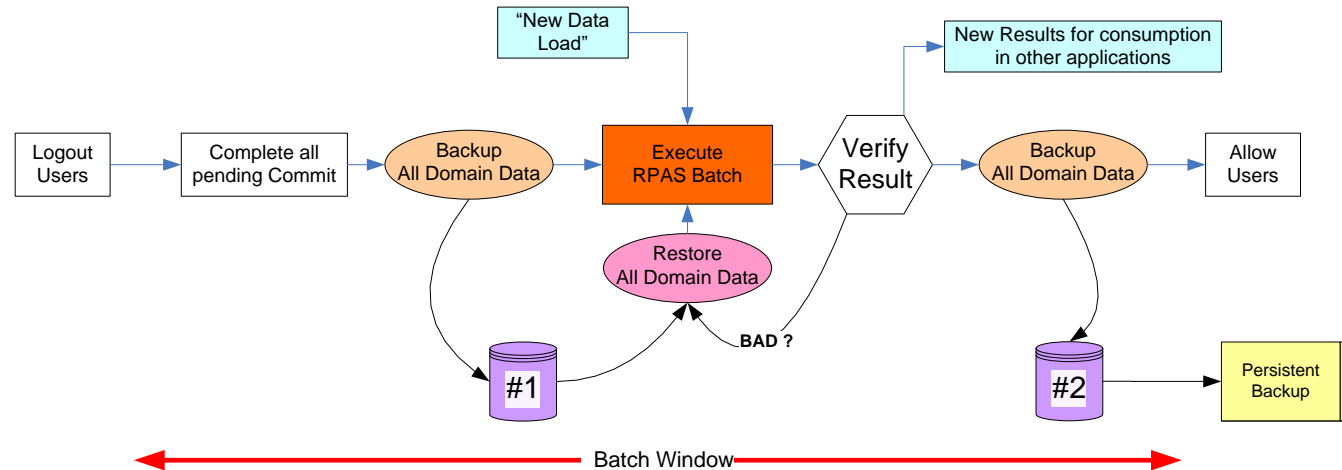 “New Data
Load”
New Results for consumption
in other applications
Logout
Users
Complete all
pending Commit
Backup
All Domain Data
Execute
RPAS Batch
Verify
Result
Backup
All Domain Data
Allow
Users
Restore
All Domain Data
BAD ?
#1
#2
Persistent
Backup
Batch Window